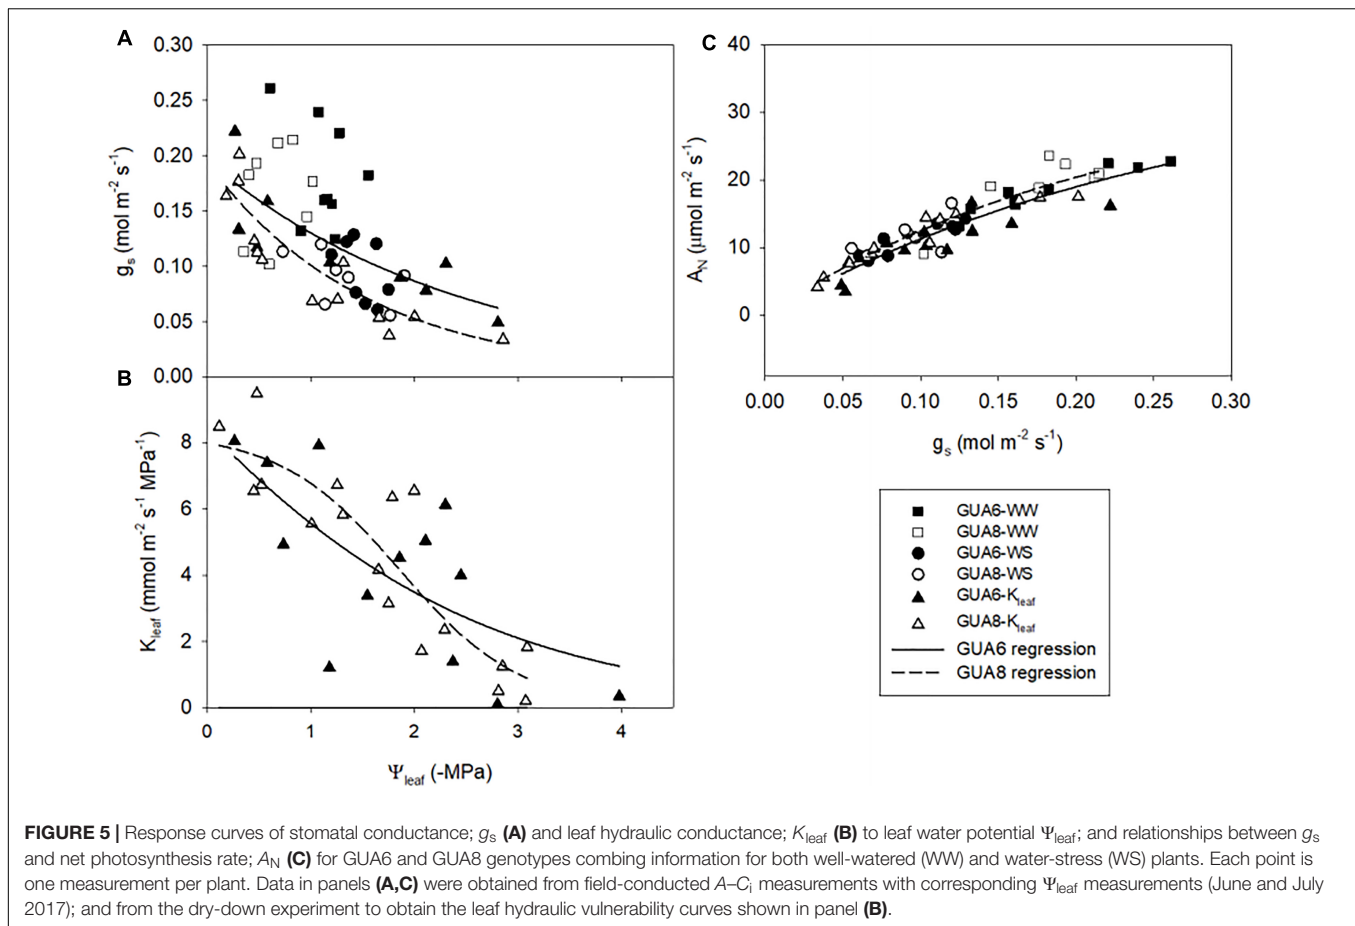 A
0.30
0.25
0.20
0.15
0.10
0.05
0.00
gs (mol m-2 s-1)
B
8
6
4
2
0
Kleaf (mmol m-2 s-1 MPa-1)
0 1 2 3 4
Ψleaf (-MPa)
C
40
30
20
10
0
AN (μmol m-2 s-1)
0.00 0.05 0.10 0.15 0.20 0.25 0.30
gs (mol m-2 s-1)
GUA6-WW
GUA8-WW
GUA6-WS
GUA8-WS
GUA6-Kleaf
GUA8-Kleaf
GUA6 regression
GUA8 regression
FIGURE 5 | Response curves of stomatal conductance; gs (A) and leaf hydraulic conductance; Kleaf (B) to leaf water potential Ψleaf; and relationships between gs
and net photosynthesis rate; AN (C) for GUA6 and GUA8 genotypes combing information for both well-watered (WW) and water-stress (WS) plants. Each point is
one measurement per plant. Data in panels (A,C) were obtained from field-conducted A–Ci measurements with corresponding Ψleaf measurements (June and July
2017); and from the dry-down experiment to obtain the leaf hydraulic vulnerability curves shown in panel (B).